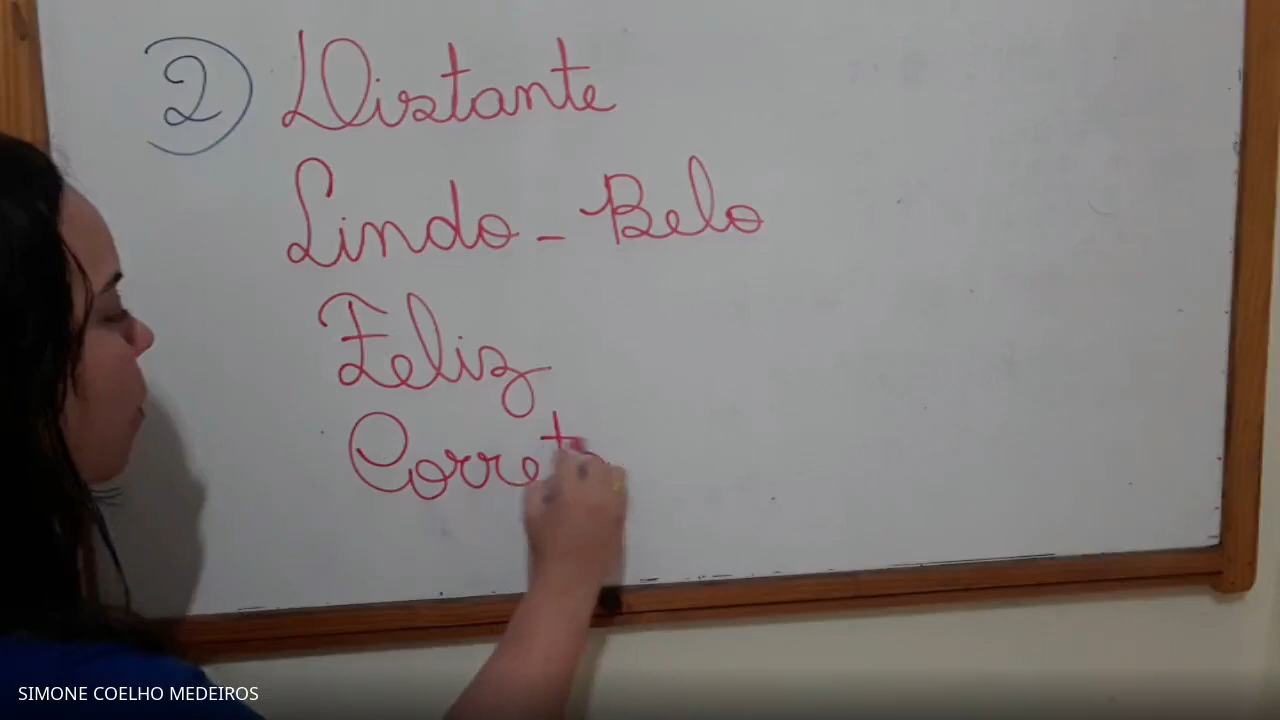 2) Distante
Lindo - Belo
Feliz
Correto
SIMONE COELHO MEDEIROS